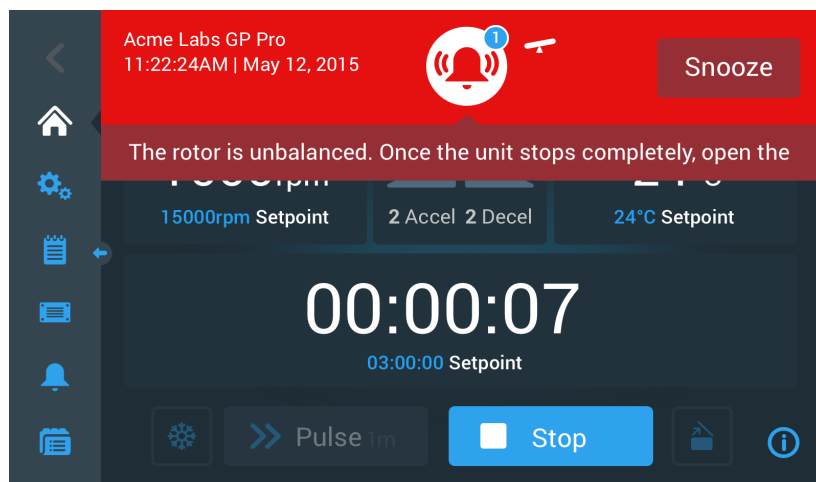 Acme Labs GP Pro
1
11:22:24AM | May 12, 2015
Snooze
The rotor is unbalanced. Once the unit stops completely, open the
rpm
15000rpm Setpoint
2 Accel 2 Decel
24°C Setpoint
00:00:07
03:00:00 Setpoint
Pulse 1m
Stop